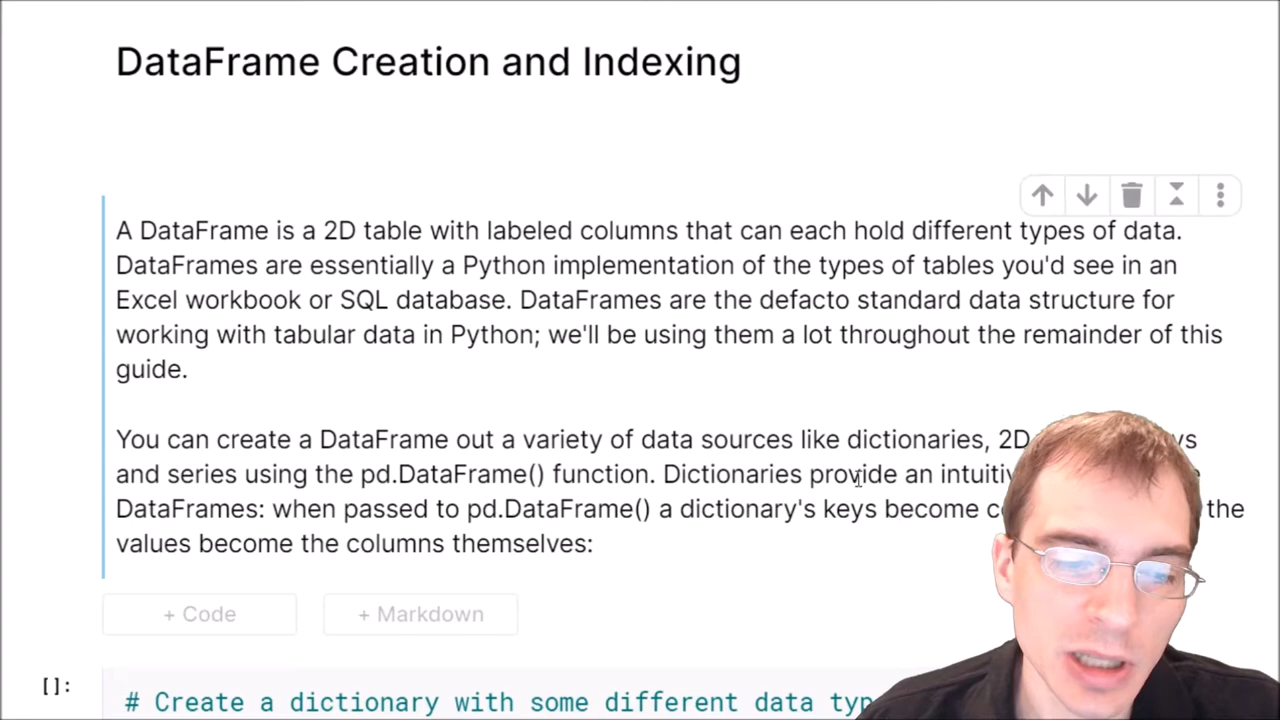 DataFrame Creation and Indexing
A DataFrame is a 2D table with labeled columns that can each hold different types of data.
DataFrames are essentially a Python implementation of the types of tables you'd see in an
Excel workbook or SQL database. DataFrames are the defacto standard data structure for
working with tabular data in Python; we'll be using them a lot throughout the remainder of this
guide.
You can create a DataFrame out a variety of data sources like dictionaries, 2D
and series using the pd.DataFrame() function. Dictionaries provide an
DataFrames: when passed to pd.DataFrame() a dictionary's keys become the
values become the columns themselves:
+ Code + Markdown
[ ]:
# Create a dictionary with some different data